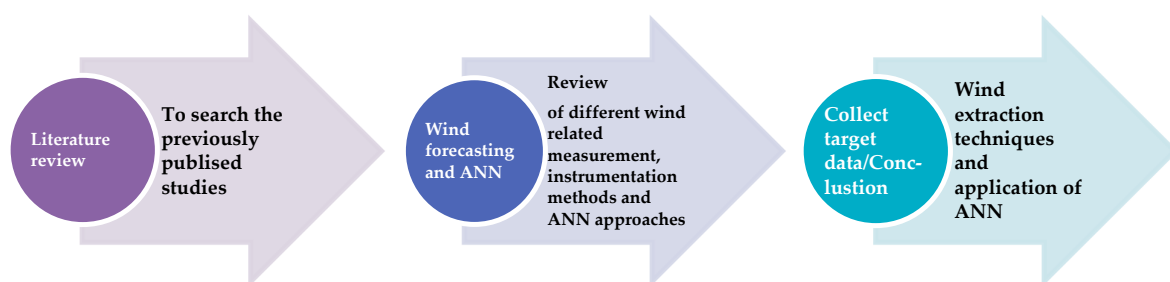 Literature
review
To search the
previously
publised
studies
Wind
forecasting
and ANN
Review
of different wind
related
measurement,
instrumentation
methods and
ANN approaches
Collect
target
data/Conc-
lustion
Wind
extraction
techniques
and
application of
ANN